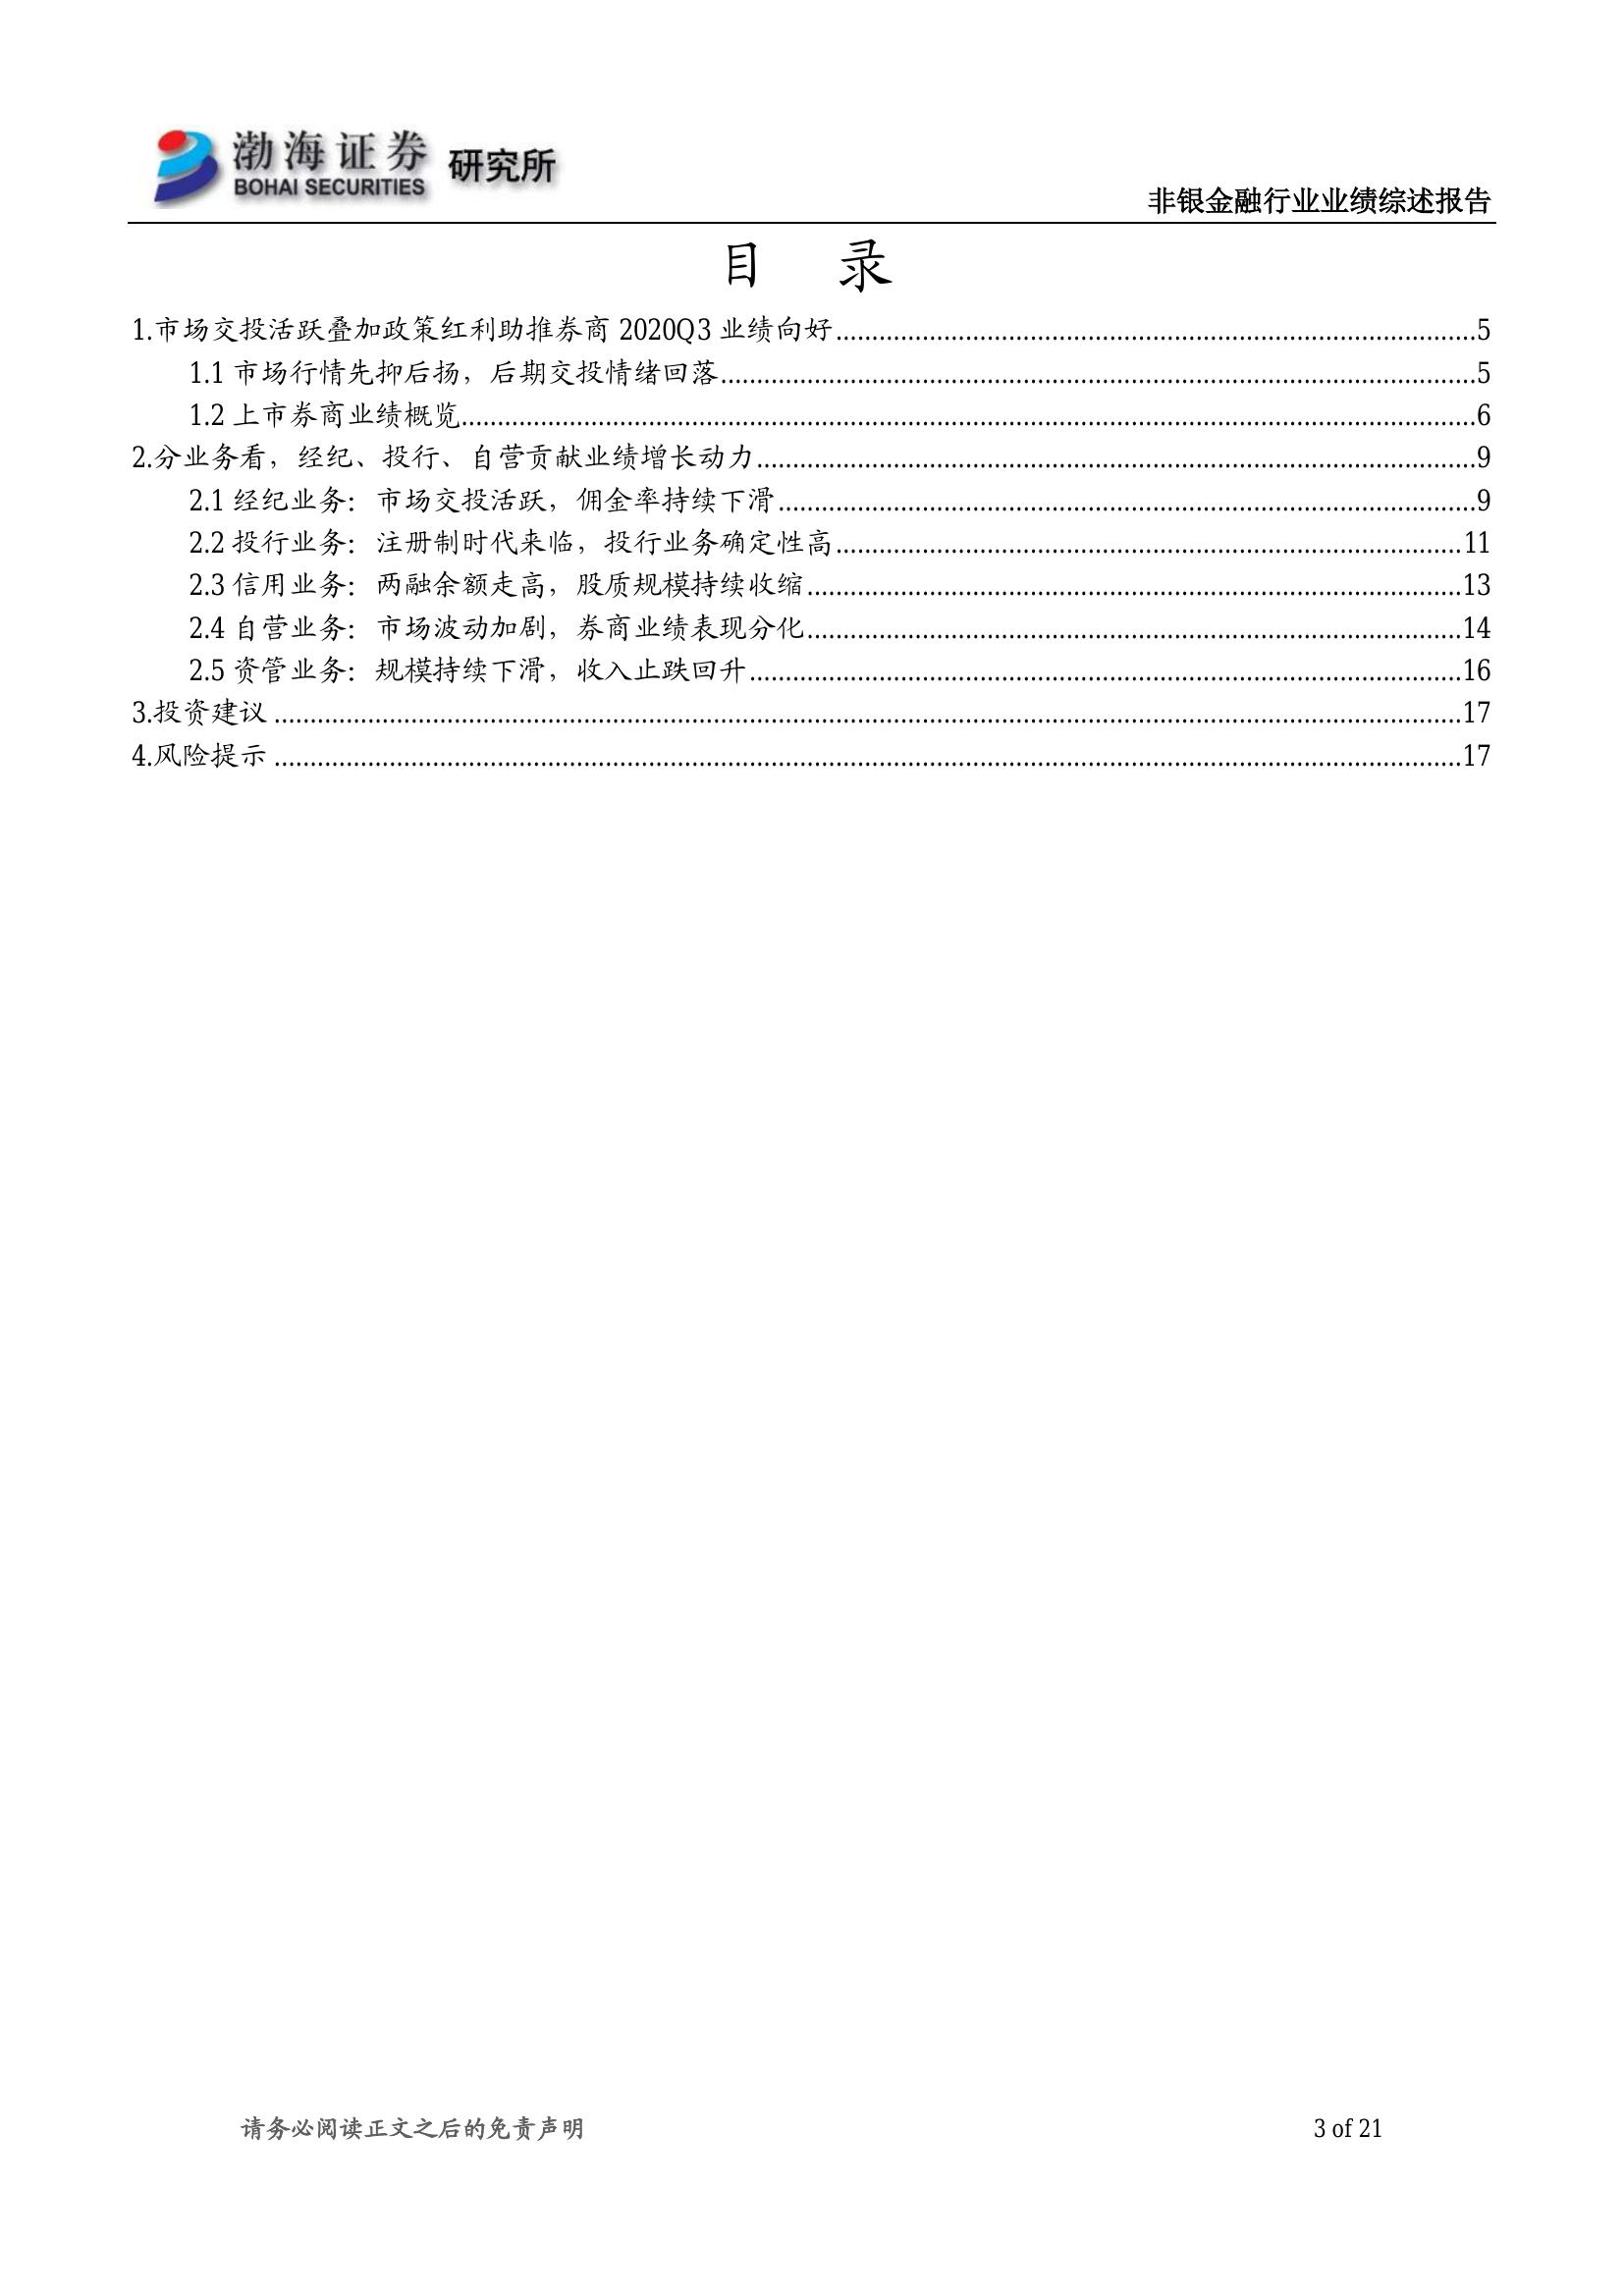 渤海证券 研究所
BOHAI SECURITIES
非银金融行业业绩综述报告
目 录
1.市场交投活跃叠加政策红利助推券商 2020Q3 业绩向好........................................5
1.1 市场行情先抑后扬，后期交投情绪回落........................................5
1.2 上市券商业绩概览........................................6
2.分业务看，经纪、投行、自营贡献业绩增长动力........................................9
2.1 经纪业务：市场交投活跃，佣金率持续下滑........................................9
2.2 投行业务：注册制时代来临，投行业务确定性高........................................11
2.3 信用业务：两融余额走高，股质规模持续收缩........................................13
2.4 自营业务：市场波动加剧，券商业绩表现分化........................................14
2.5 资管业务：规模持续下滑，收入止跌回升........................................16
3.投资建议........................................17
4.风险提示........................................17
请务必阅读正文之后的免责声明
3 of 21